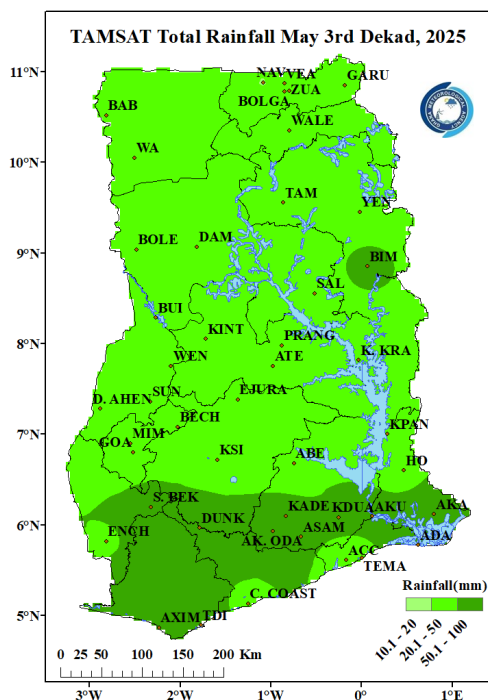 TAMSAT Total Rainfall May 3rd Dekad, 2025
11°N
NAV
VEA
GARU
ZUA
BOLGA
BAB
WALE
10°N
WA
TAM
YEN
9°N
BOLE
DAM
BIM
SAL
BUI
8°N
KINT
PRANG
WEN
ATE
K. KRA
SUN
D. AHEN
EJURA
BECH
KPAN
7°N
MIM
GOA
KSI
ABE
HO
S. BEK
KADE
KDUA
AKU
AKA
6°N
DUNK
ASAM
ENCH
AK. ODA
ADA
ACC
TEMA
C. COAST
5°N
AXIM
TDI
Rainfall(mm)
10.1 - 20
20.1 - 50
50.1 - 100
0 25 50 100 150 200 Km
3°W 2°W 1°W 0° 1°E